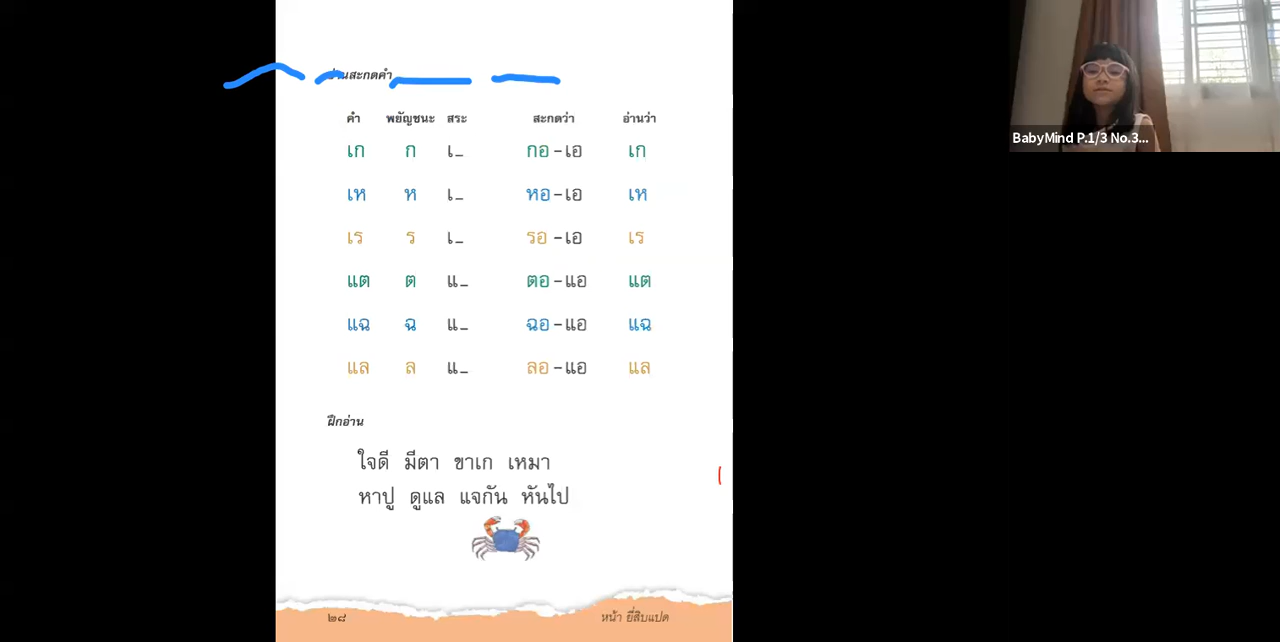 อ่านสะกดคำ
คำ พยัญชนะ สระ สะกดว่า อ่านว่า
เก ก เ_ กอ – เอ เก
เห ห เ_ หอ – เอ เห
เร ร เ_ รอ – เอ เร
แต ต แ_ ตอ – แอ แต
แฉ ฉ แ_ ฉอ – แอ แฉ
แล ล แ_ ลอ – แอ แล
ฝึกอ่าน
ใจดี มีตา ขาเก เหมา
หาปู ดูแล แจกัน หันไป
๒๘ หน้า ยี่สิบแปด
BabyMind P.1/3 No.3...